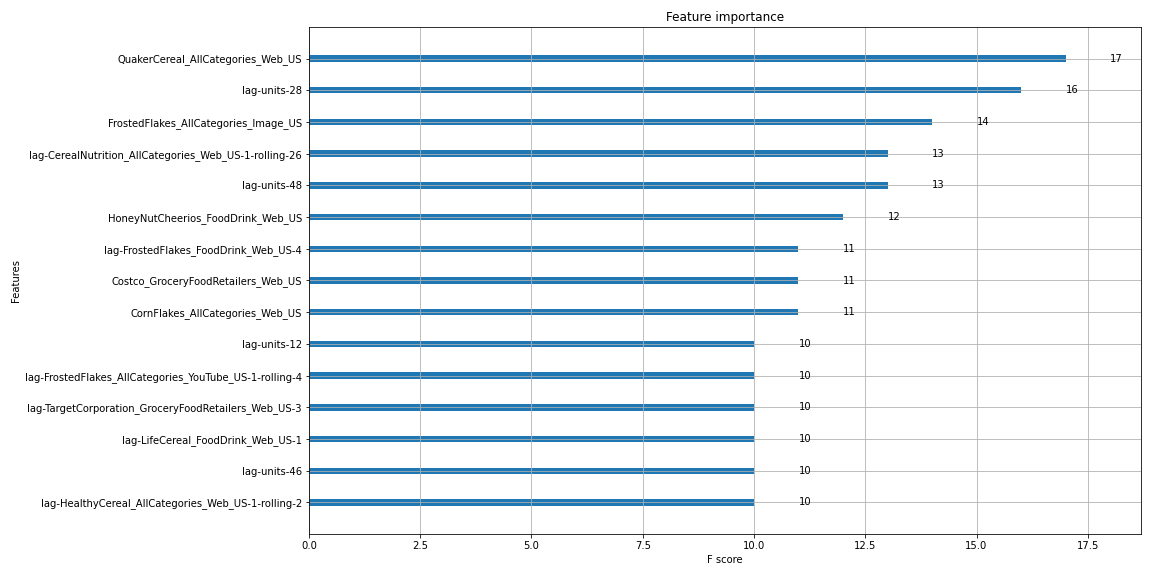 Feature importance
QuakerCereal_AllCategories_Web_US 17
lag-units-28 16
FrostedFlakes_AllCategories_Image_US 14
lag-CerealNutrition_AllCategories_Web_US-1-rolling-26 13
lag-units-48 13
HoneyNutCheerios_FoodDrink_Web_US 12
lag-FrostedFlakes_FoodDrink_Web_US-4 11
Costco_GroceryFoodRetailers_Web_US 11
CornFlakes_AllCategories_Web_US 11
lag-units-12 10
lag-FrostedFlakes_AllCategories_YouTube_US-1-rolling-4 10
lag-TargetCorporation_GroceryFoodRetailers_Web_US-3 10
lag-LifeCereal_FoodDrink_Web_US-1 10
lag-units-46 10
lag-HealthyCereal_AllCategories_Web_US-1-rolling-2 10
Features
0.0 2.5 5.0 7.5 10.0 12.5 15.0 17.5
F score